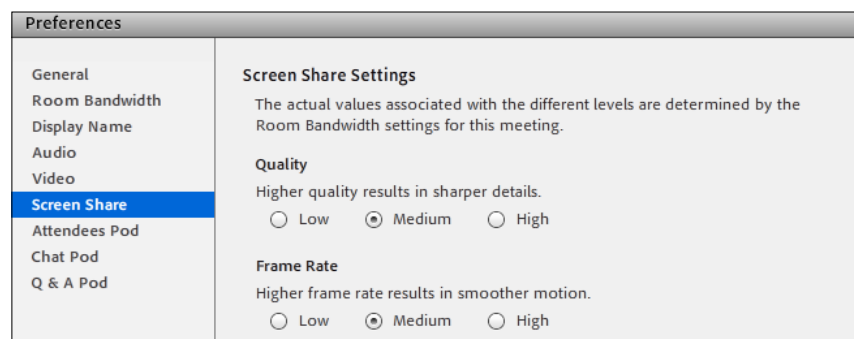 Preferences
General
Room Bandwidth
Display Name
Audio
Video
Screen Share
Attendees Pod
Chat Pod
Q & A Pod
Screen Share Settings
The actual values associated with the different levels are determined by the
Room Bandwidth settings for this meeting.
Quality
Higher quality results in sharper details.
Low Medium High
Frame Rate
Higher frame rate results in smoother motion.
Low Medium High